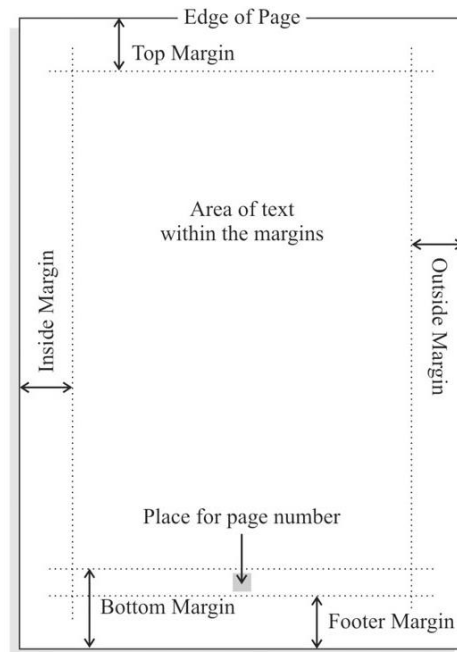 Edge of Page
Top Margin
Area of text
within the margins
Inside Margin
Outside Margin
Place for page number
Bottom Margin
Footer Margin